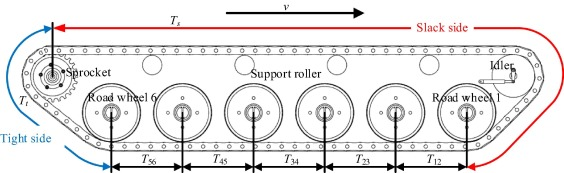 v
Ts
Slack side
Sprocket
Support roller
Idler
Tt
Road wheel 6
Road wheel 1
Tight side
T56
T45
T34
T23
T12